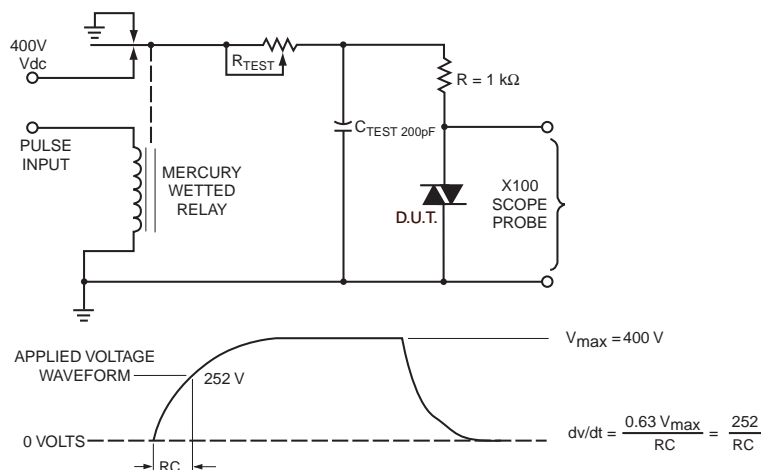 400V
Vdc
R_TEST
R = 1 kΩ
C_TEST 200pF
PULSE
INPUT
MERCURY
WETTED
RELAY
D.U.T.
X100
SCOPE
PROBE
V_max = 400 V
APPLIED VOLTAGE
WAVEFORM
252 V
0 VOLTS
dv/dt = 0.63 V_max / RC = 252 / RC
RC